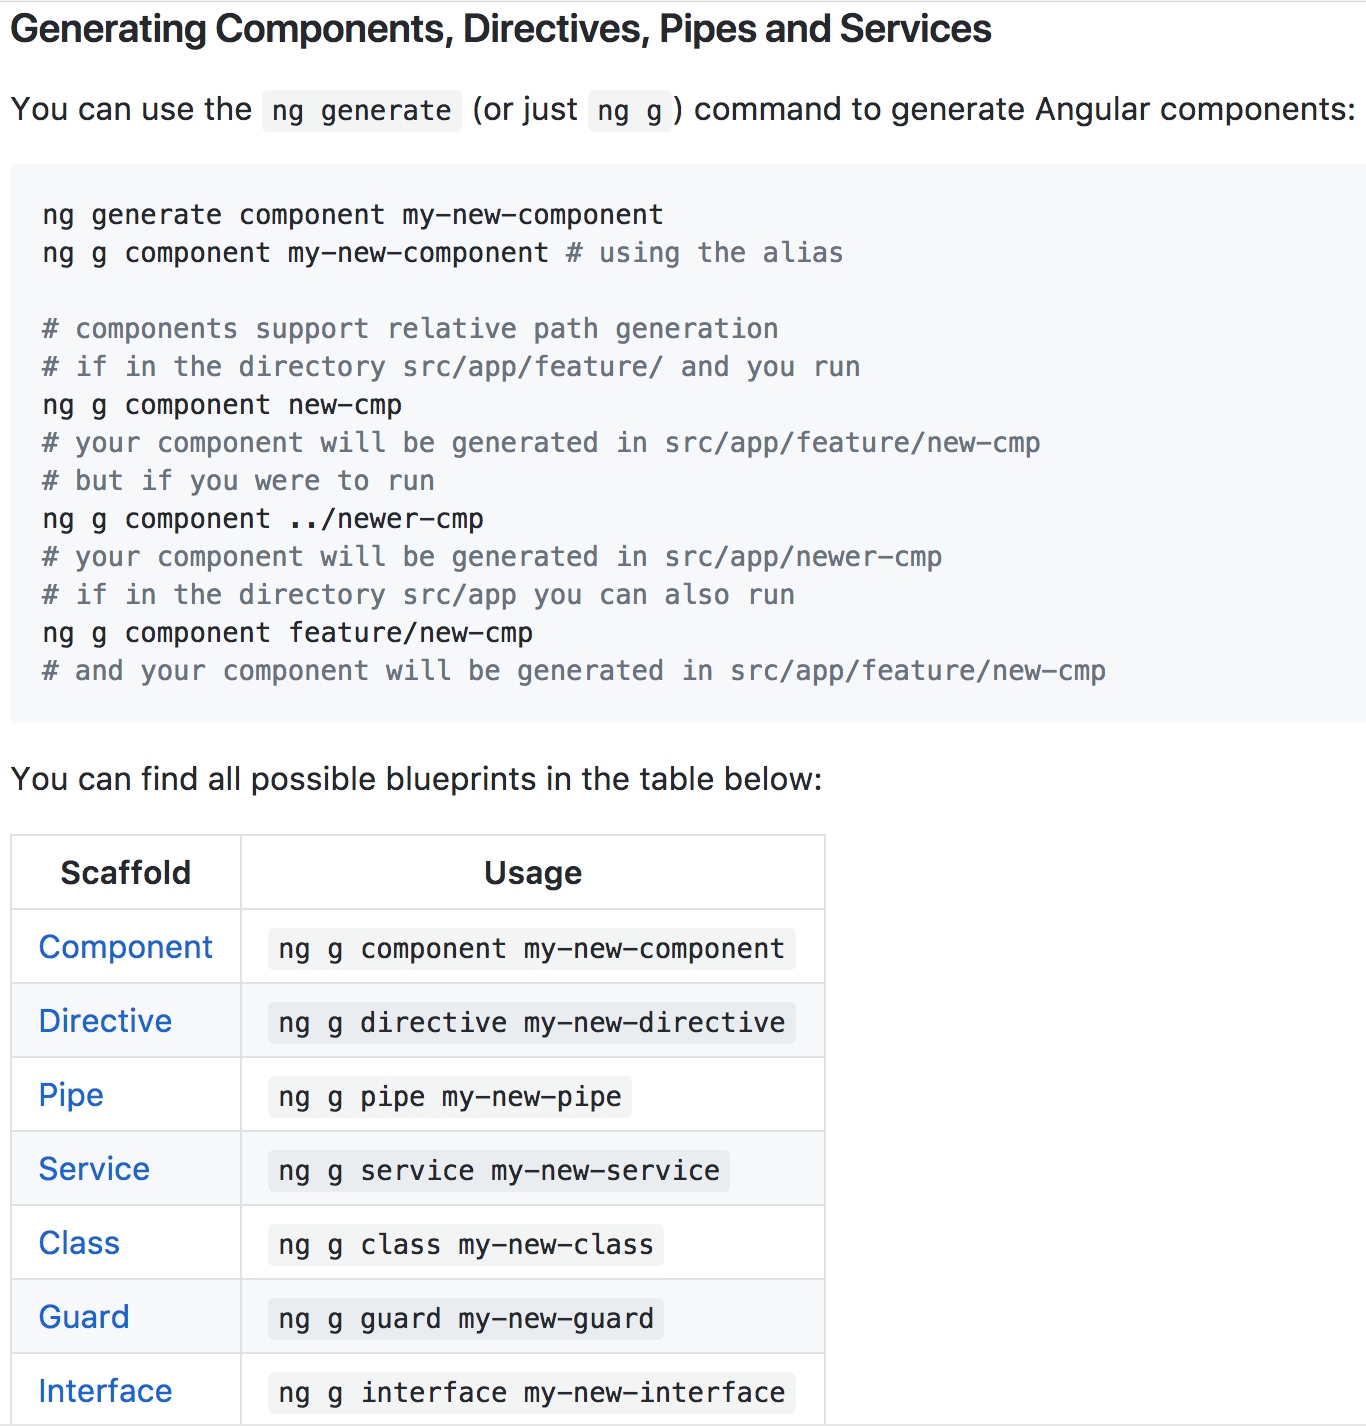 Generating Components, Directives, Pipes and Services
You can use the ng generate (or just ng g) command to generate Angular components:
ng generate component my-new-component
ng g component my-new-component # using the alias
# components support relative path generation
# if in the directory src/app/feature/ and you run
ng g component new-cmp
# your component will be generated in src/app/feature/new-cmp
# but if you were to run
ng g component ../newer-cmp
# your component will be generated in src/app/newer-cmp
# if in the directory src/app you can also run
ng g component feature/new-cmp
# and your component will be generated in src/app/feature/new-cmp
You can find all possible blueprints in the table below:
Scaffold Usage
Component ng g component my-new-component
Directive ng g directive my-new-directive
Pipe ng g pipe my-new-pipe
Service ng g service my-new-service
Class ng g class my-new-class
Guard ng g guard my-new-guard
Interface ng g interface my-new-interface